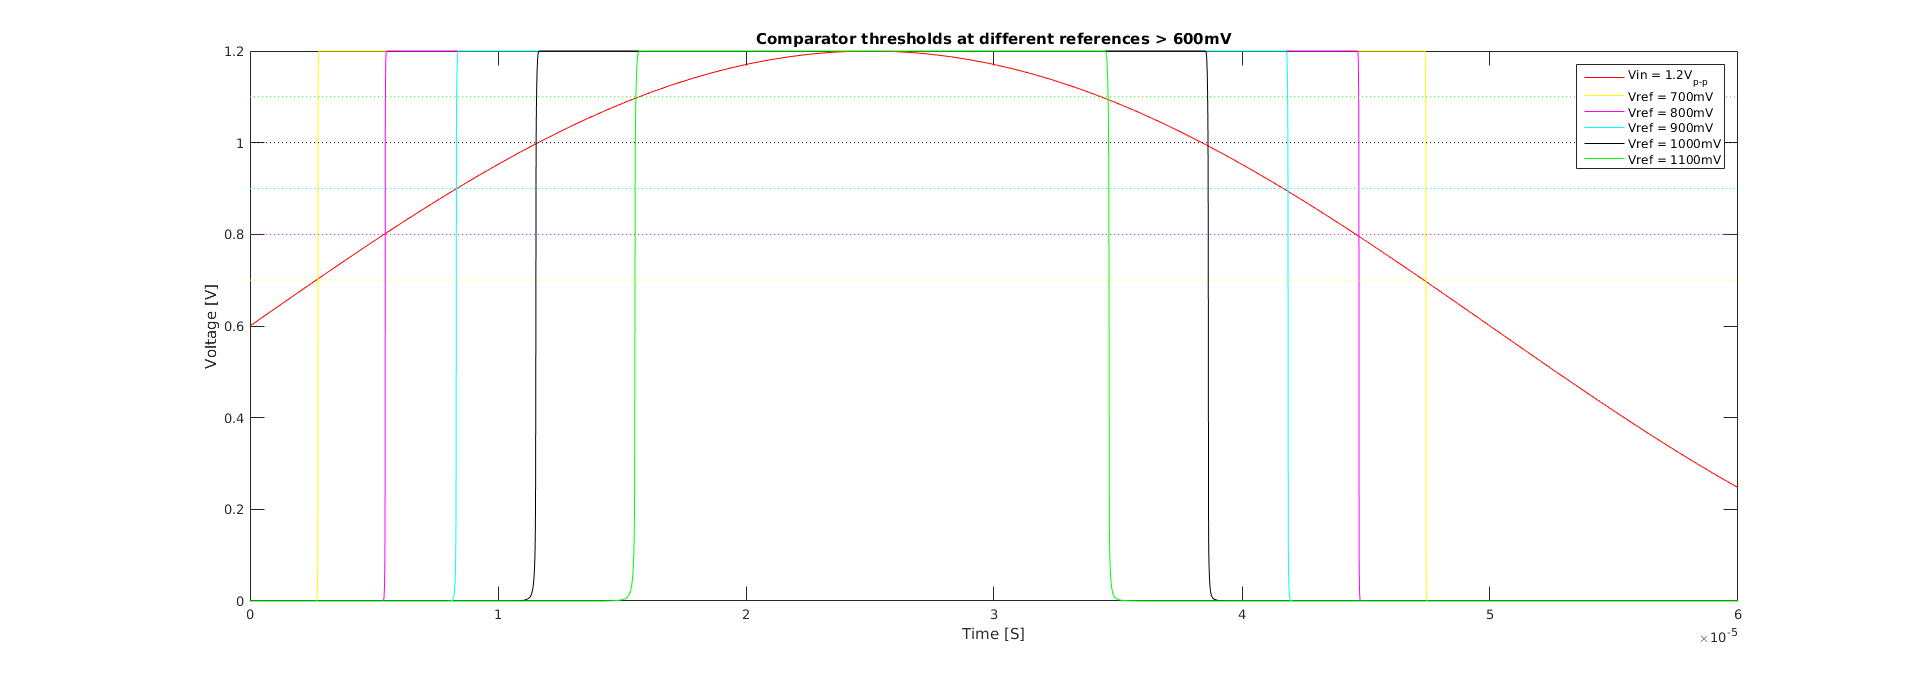 Comparator thresholds at different references > 600mV
1.2
1
0.8
0.6
0.4
0.2
0
Voltage [V]
Vin = 1.2Vp-p
Vref = 700mV
Vref = 800mV
Vref = 900mV
Vref = 1000mV
Vref = 1100mV
0 1 2 3 4 5 6
Time [S]
×10-5